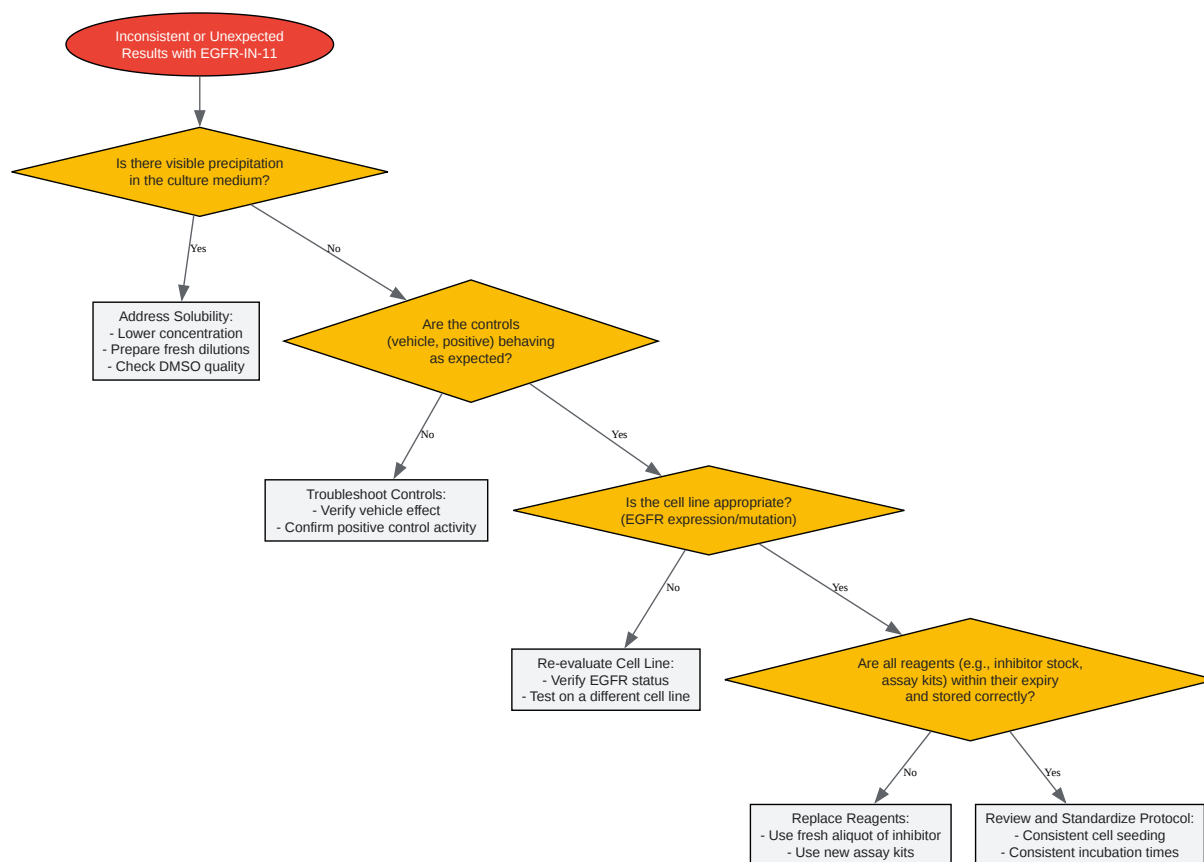 Inconsistent or Unexpected
Results with EGFR-IN-11
Is there visible precipitation
in the culture medium?
Yes
No
Address Solubility:
- Lower concentration
- Prepare fresh dilutions
- Check DMSO quality
Are the controls
(vehicle, positive) behaving
as expected?
No
Yes
Troubleshoot Controls:
- Verify vehicle effect
- Confirm positive control activity
Is the cell line appropriate?
(EGFR expression/mutation)
No
Yes
Re-evaluate Cell Line:
- Verify EGFR status
- Test on a different cell line
Are all reagents (e.g., inhibitor stock,
assay kits) within their expiry
and stored correctly?
No
Yes
Replace Reagents:
- Use fresh aliquot of inhibitor
- Use new assay kits
Review and Standardize Protocol:
- Consistent cell seeding
- Consistent incubation times